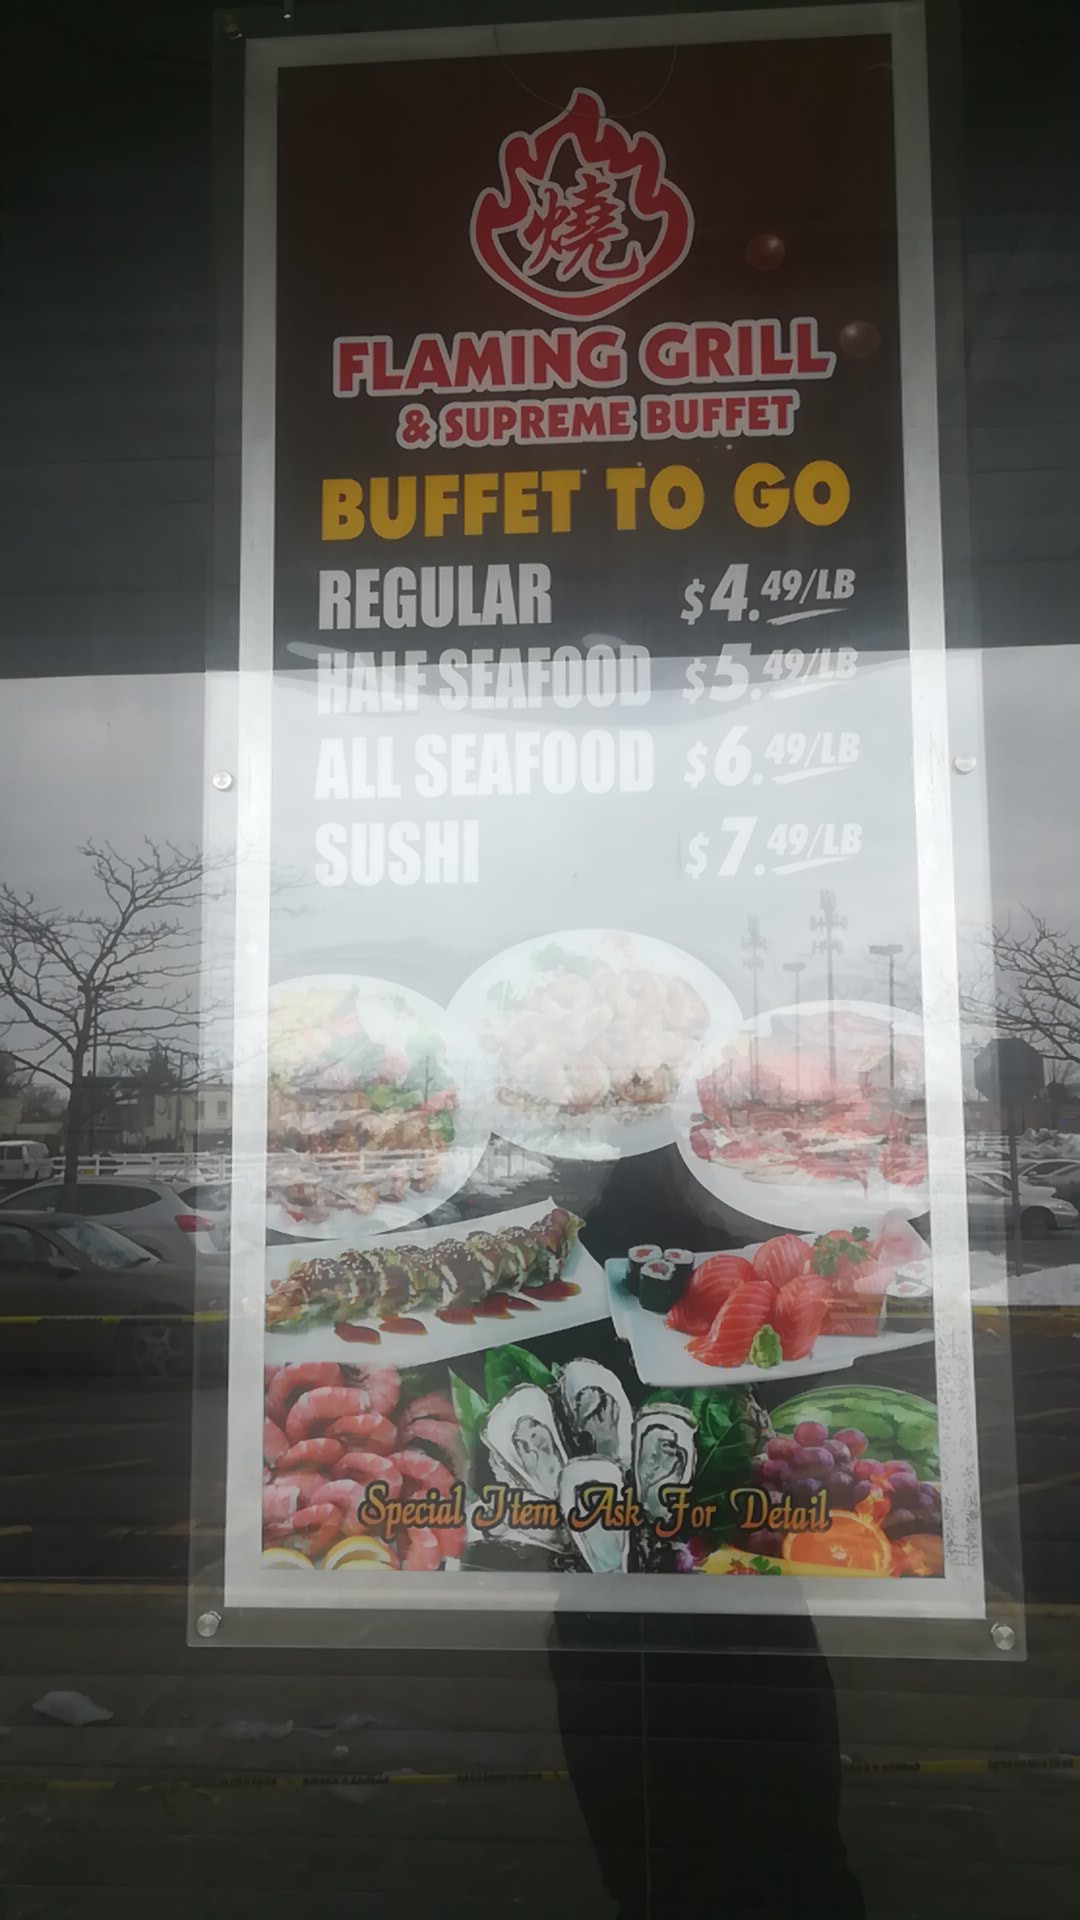 燒
FLAMING GRILL
& SUPREME BUFFET
BUFFET TO GO
REGULAR $4.49/LB
HALF SEAFOOD $5.49/LB
ALL SEAFOOD $6.49/LB
SUSHI $7.49/LB
Special Item Ask For Detail